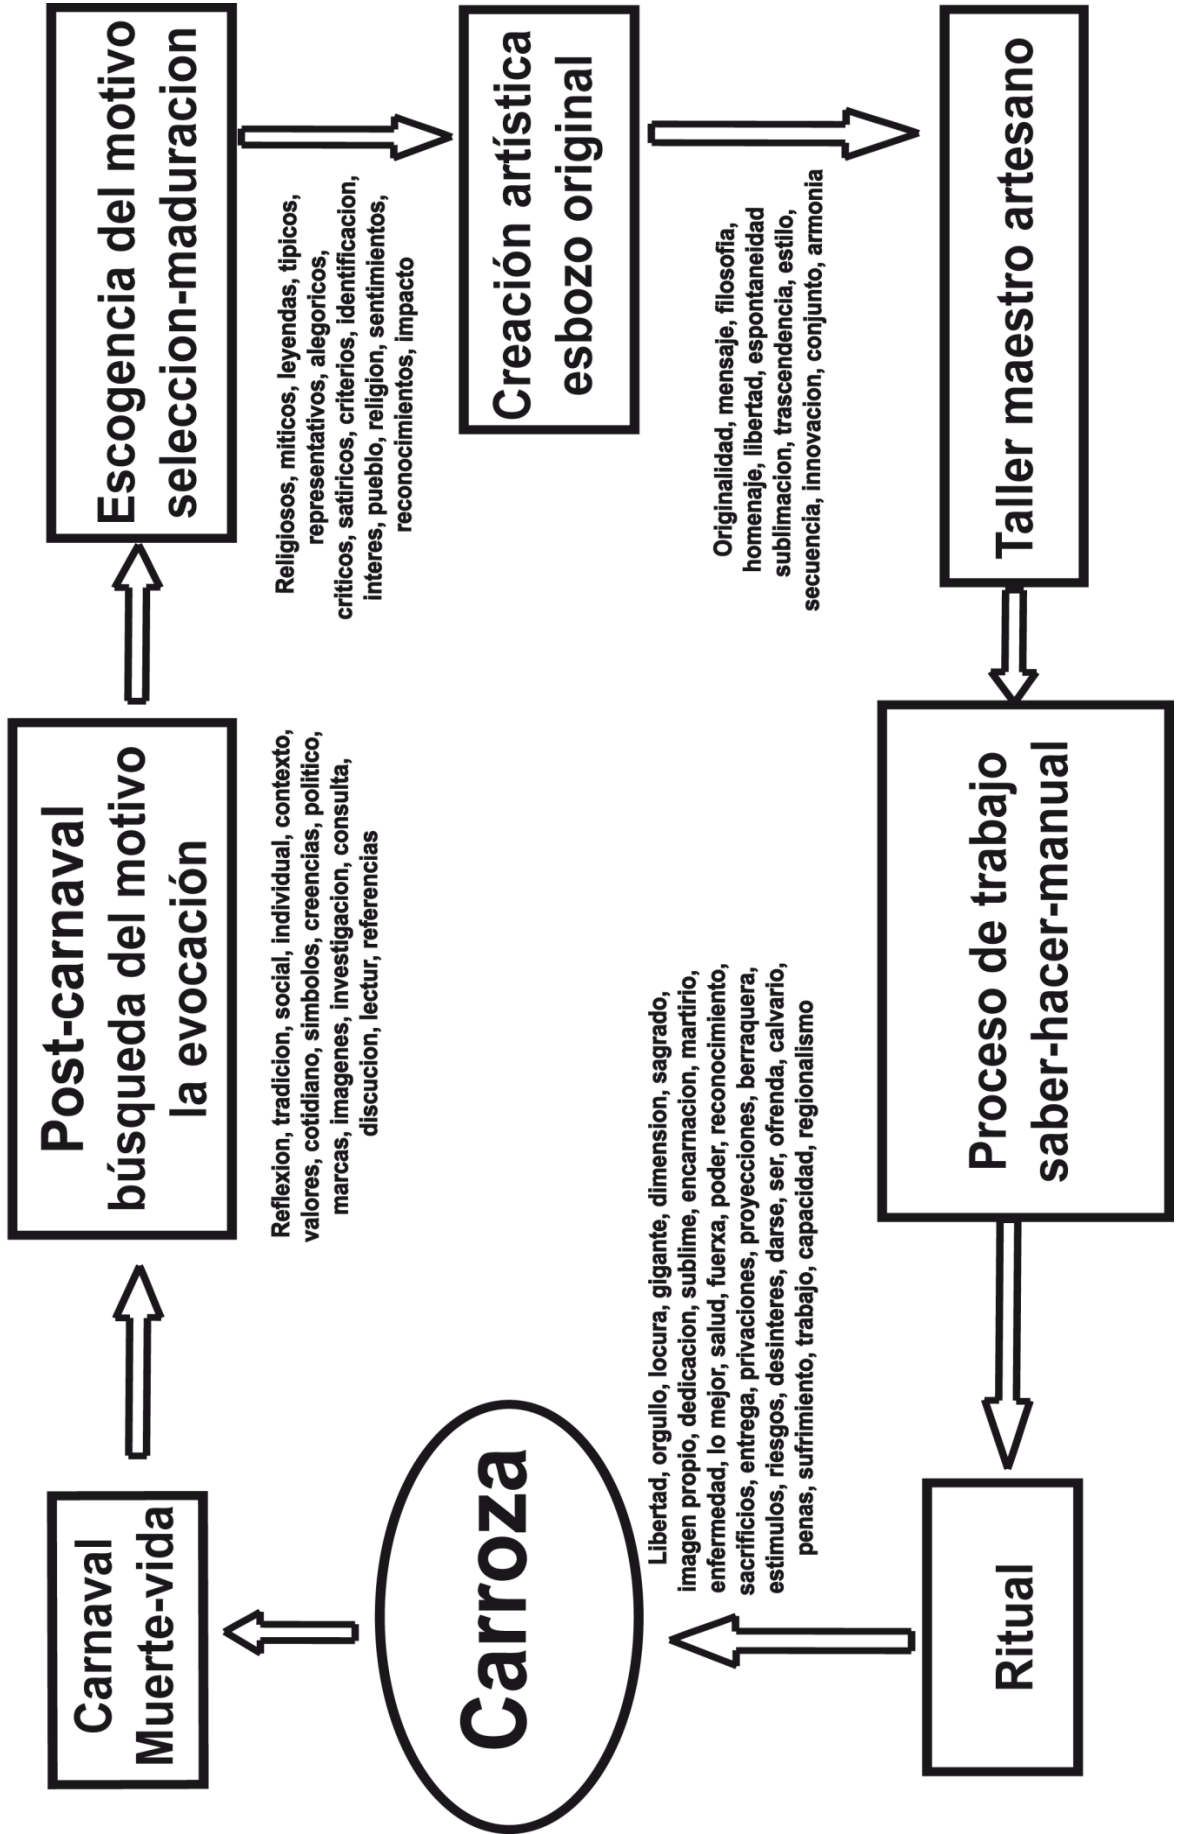 Carnaval
Muerte-vida
Post-carnaval
búsqueda del motivo
la evocación
Reflexion, tradicion, social, individual, contexto,
valores, cotidiano, simbolos, creencias, politico,
marcas, imagenes, investigacion, consulta,
discucion, lectur, referencias
Escogencia del motivo
seleccion-maduracion
Religiosos, miticos, leyendas, tipicos,
representativos, alegoricos,
criticos, satiricos, criterios, identificacion,
interes, pueblo, religion, sentimientos,
reconocimientos, impacto
Creación artística
esbozo original
Originalidad, mensaje, filosofia,
homenaje, libertad, espontaneidad
sublimacion, trascendencia, estilo,
secuencia, innovacion, conjunto, armonia
Taller maestro artesano
Proceso de trabajo
saber-hacer-manual
Libertad, orgullo, locura, gigante, dimension, sagrado,
imagen propio, dedicacion, sublime, encarnacion, martirio,
enfermedad, lo mejor, salud, fuerxa, poder, reconocimiento,
sacrificios, entrega, privaciones, proyecciones, berraquera,
estimulos, riesgos, desinteres, darse, ser, ofrenda, calvario,
penas, sufrimiento, trabajo, capacidad, regionalismo
Ritual
Carroza